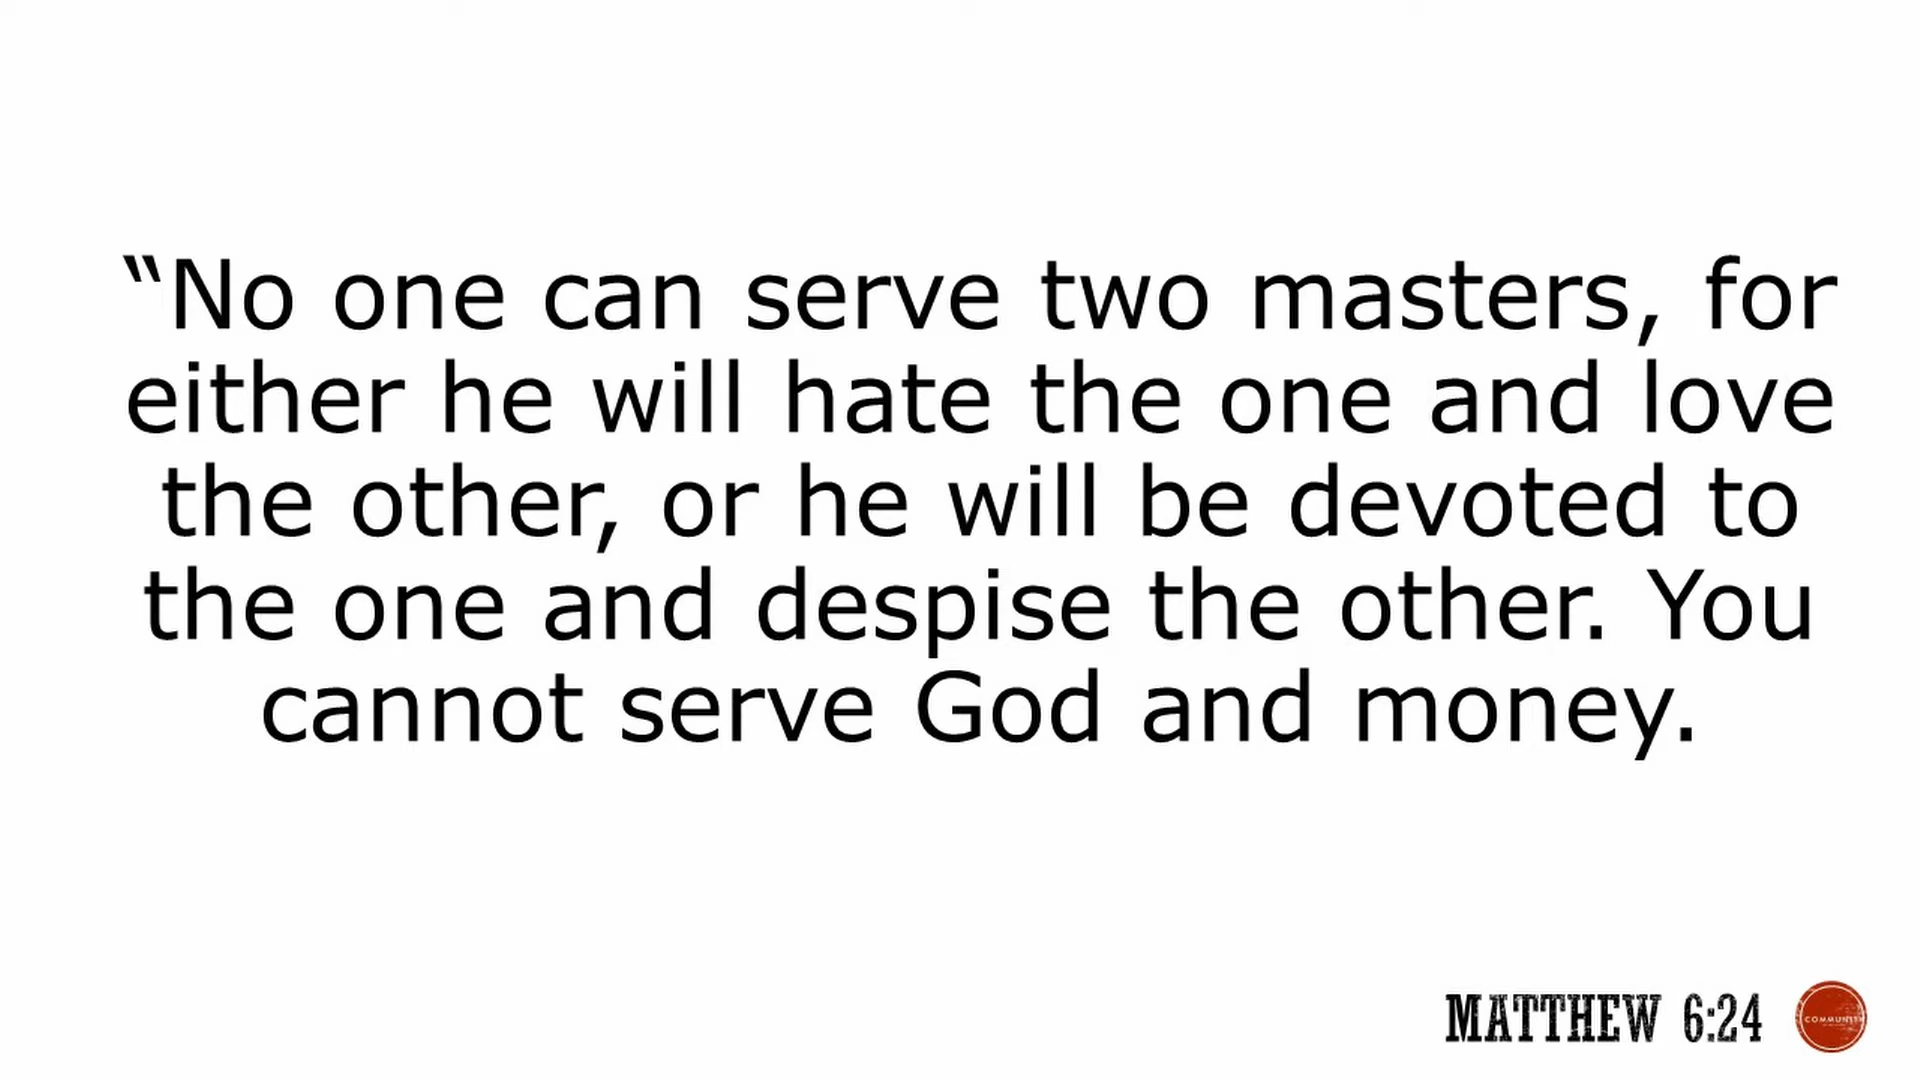 “No one can serve two masters, for
either he will hate the one and love
the other, or he will be devoted to
the one and despise the other. You
cannot serve God and money.
MATTHEW 6:24
COMMUNITY